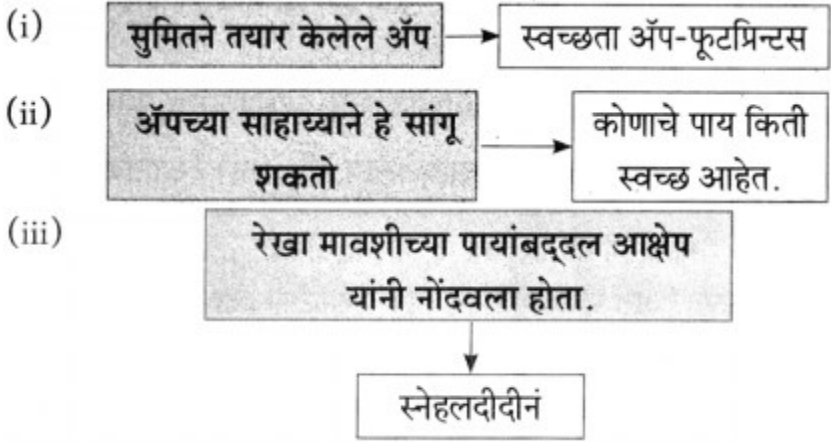 (i) सुमितने तयार केलेले ॲप स्वच्छता ॲप-फूटप्रिन्टस
(ii) ॲपच्या साहाय्याने हे सांगू कोणाचे पाय किती
शकतो स्वच्छ आहेत.
(iii) रेखा मावशीच्या पायांबद्दल आक्षेप
यांनी नोंदवला होता.
स्नेहलदीदीनं